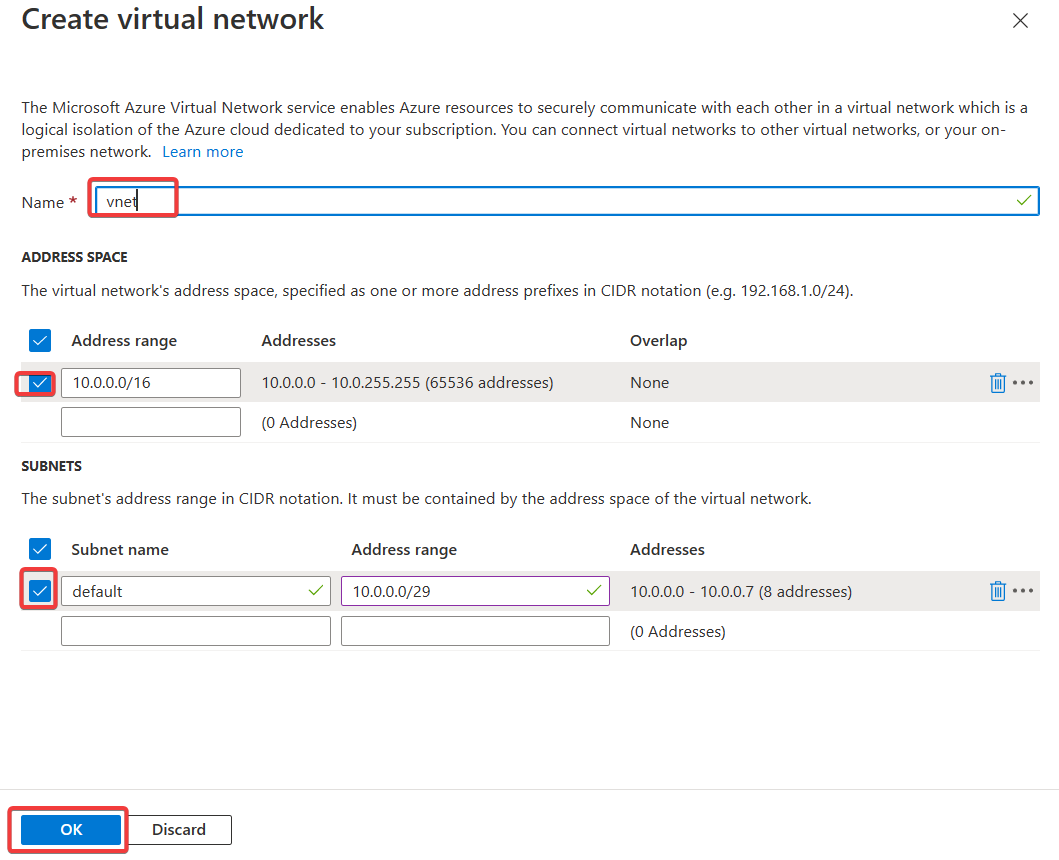 Create virtual network
The Microsoft Azure Virtual Network service enables Azure resources to securely communicate with each other in a virtual network which is a
logical isolation of the Azure cloud dedicated to your subscription. You can connect virtual networks to other virtual networks, or your on-
premises network. Learn more
Name * vnet
ADDRESS SPACE
The virtual network's address space, specified as one or more address prefixes in CIDR notation (e.g. 192.168.1.0/24).
Address range Addresses Overlap
10.0.0.0/16 10.0.0.0 - 10.0.255.255 (65536 addresses) None
(0 Addresses) None
SUBNETS
The subnet's address range in CIDR notation. It must be contained by the address space of the virtual network.
Subnet name Address range Addresses
default 10.0.0.0/29 10.0.0.0 - 10.0.0.7 (8 addresses)
(0 Addresses)
OK Discard